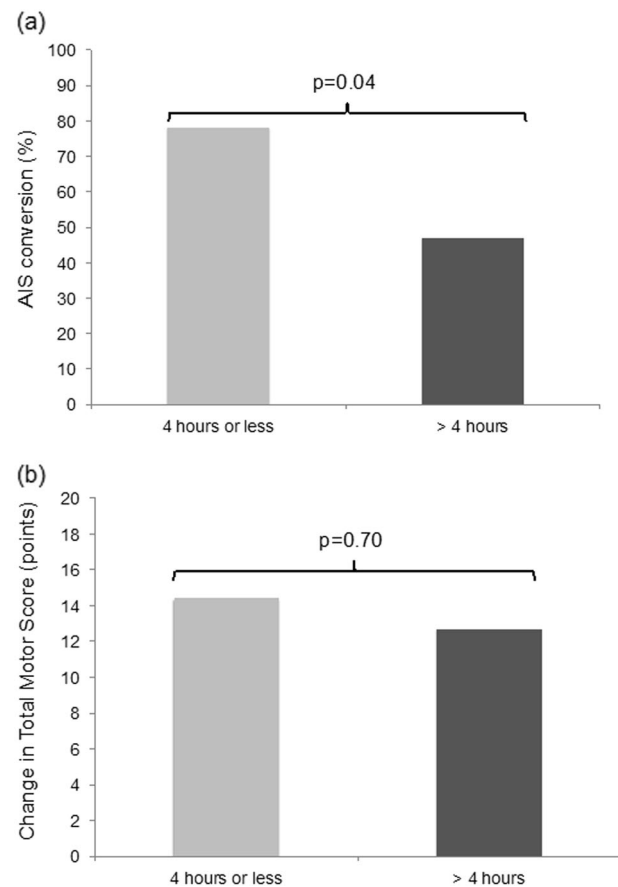 (a)
AIS conversion (%)
100
90
80
70
60
50
40
30
20
10
0
p=0.04
4 hours or less
> 4 hours
(b)
Change in Total Motor Score (points)
20
18
16
14
12
10
8
6
4
2
0
p=0.70
4 hours or less
> 4 hours